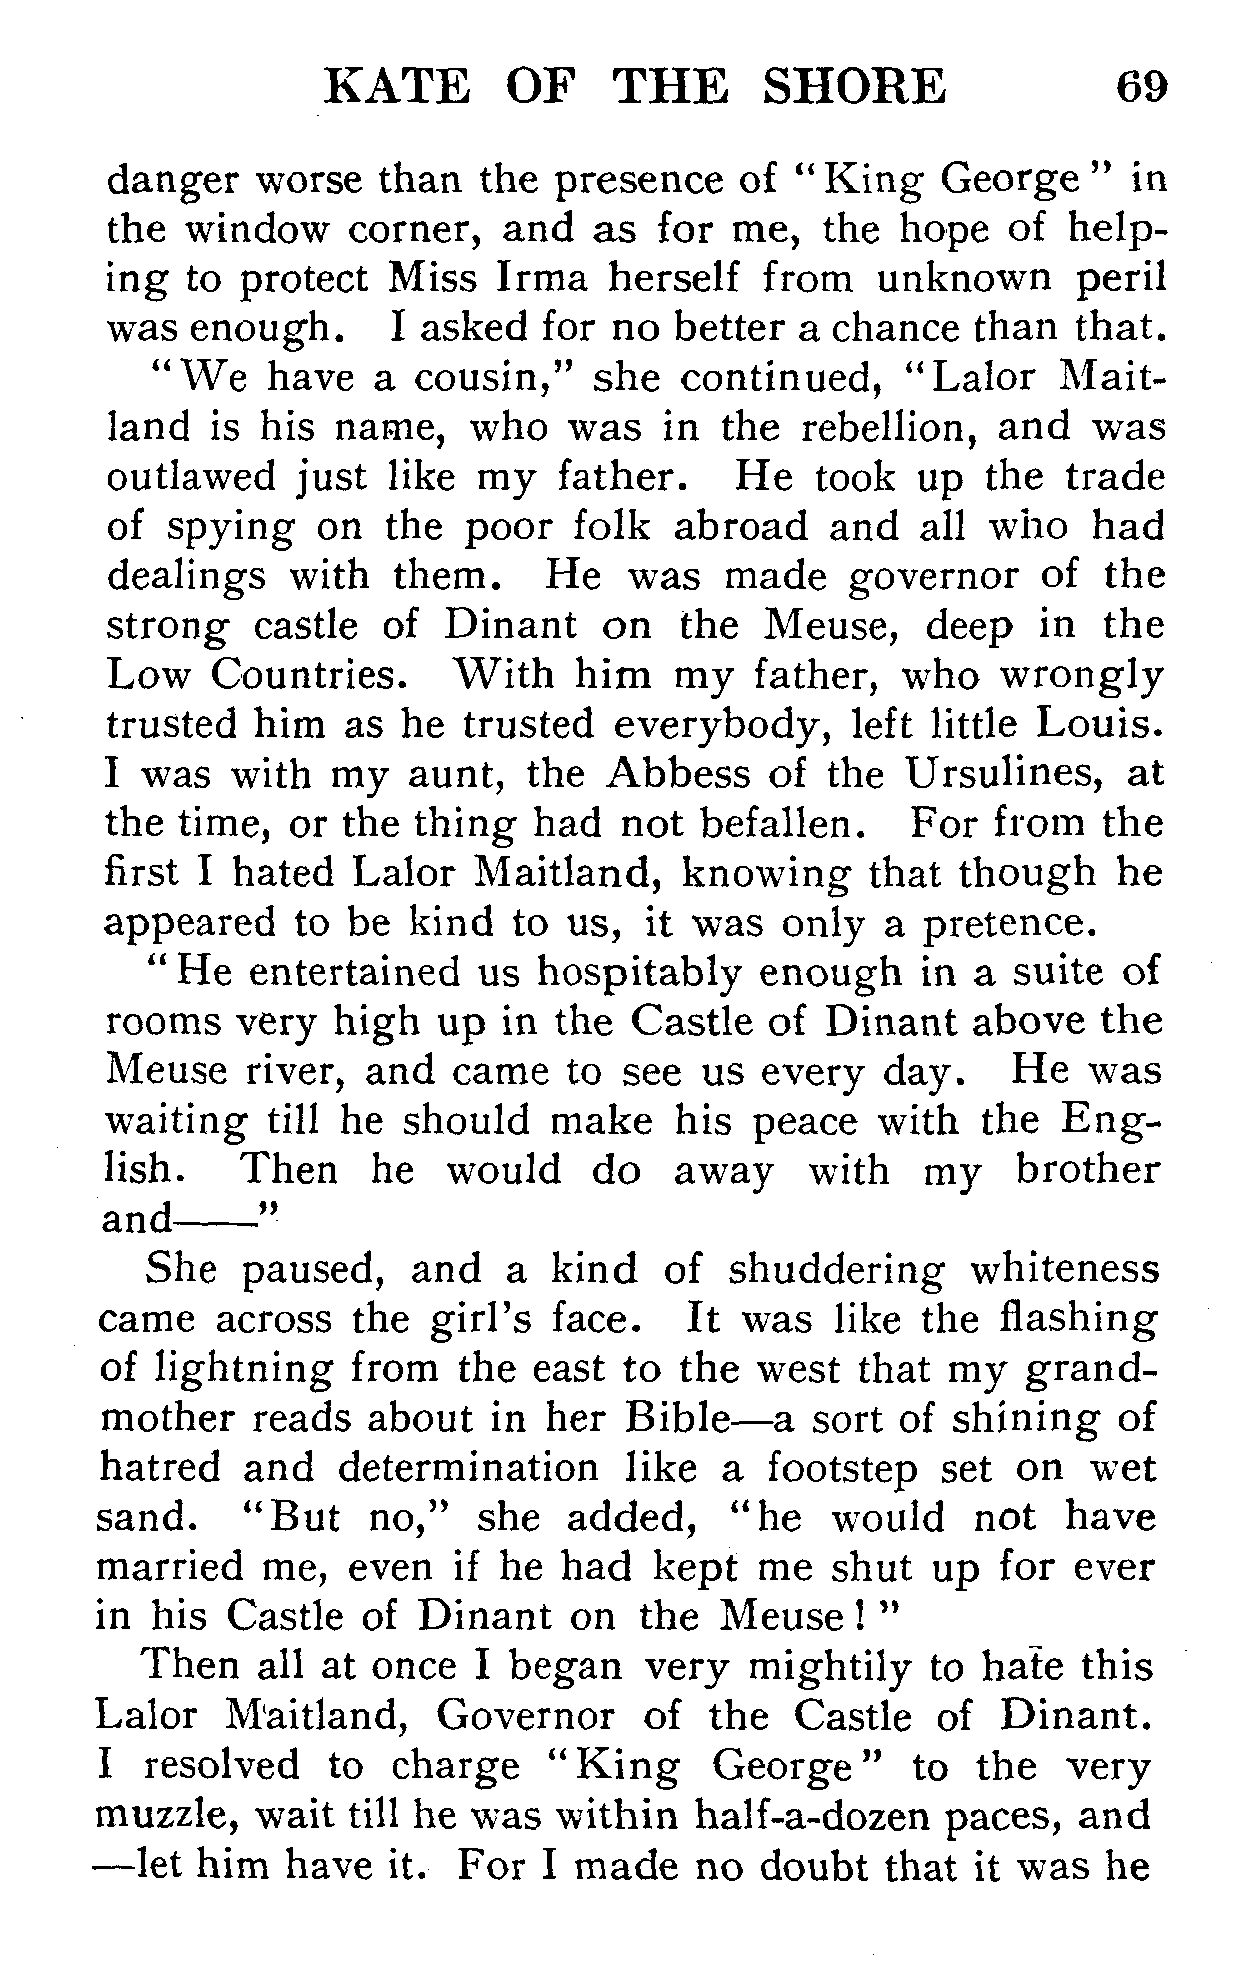 KATE OF THE SHORE 69
danger worse than the presence of “ King George ” in
the window corner, and as for me, the hope of help-
ing to protect Miss Irma herself from unknown peril
was enough. I asked for no better a chance than that.
“ We have a cousin,” she continued, “ Lalor Mait-
land is his name, who was in the rebellion, and was
outlawed just like my father. He took up the trade
of spying on the poor folk abroad and all who had
dealings with them. He was made governor of the
strong castle of Dinant on the Meuse, deep in the
Low Countries. With him my father, who wrongly
trusted him as he trusted everybody, left little Louis.
I was with my aunt, the Abbess of the Ursulines, at
the time, or the thing had not befallen. For from the
first I hated Lalor Maitland, knowing that though he
appeared to be kind to us, it was only a pretence.
“ He entertained us hospitably enough in a suite of
rooms very high up in the Castle of Dinant above the
Meuse river, and came to see us every day. He was
waiting till he should make his peace with the Eng-
lish. Then he would do away with my brother
and——”
She paused, and a kind of shuddering whiteness
came across the girl’s face. It was like the flashing
of lightning from the east to the west that my grand-
mother reads about in her Bible—a sort of shining of
hatred and determination like a footstep set on wet
sand. “ But no,” she added, “ he would not have
married me, even if he had kept me shut up for ever
in his Castle of Dinant on the Meuse ! ”
Then all at once I began very mightily to hate this
Lalor Maitland, Governor of the Castle of Dinant.
I resolved to charge “ King George ” to the very
muzzle, wait till he was within half-a-dozen paces, and
—let him have it. For I made no doubt that it was he